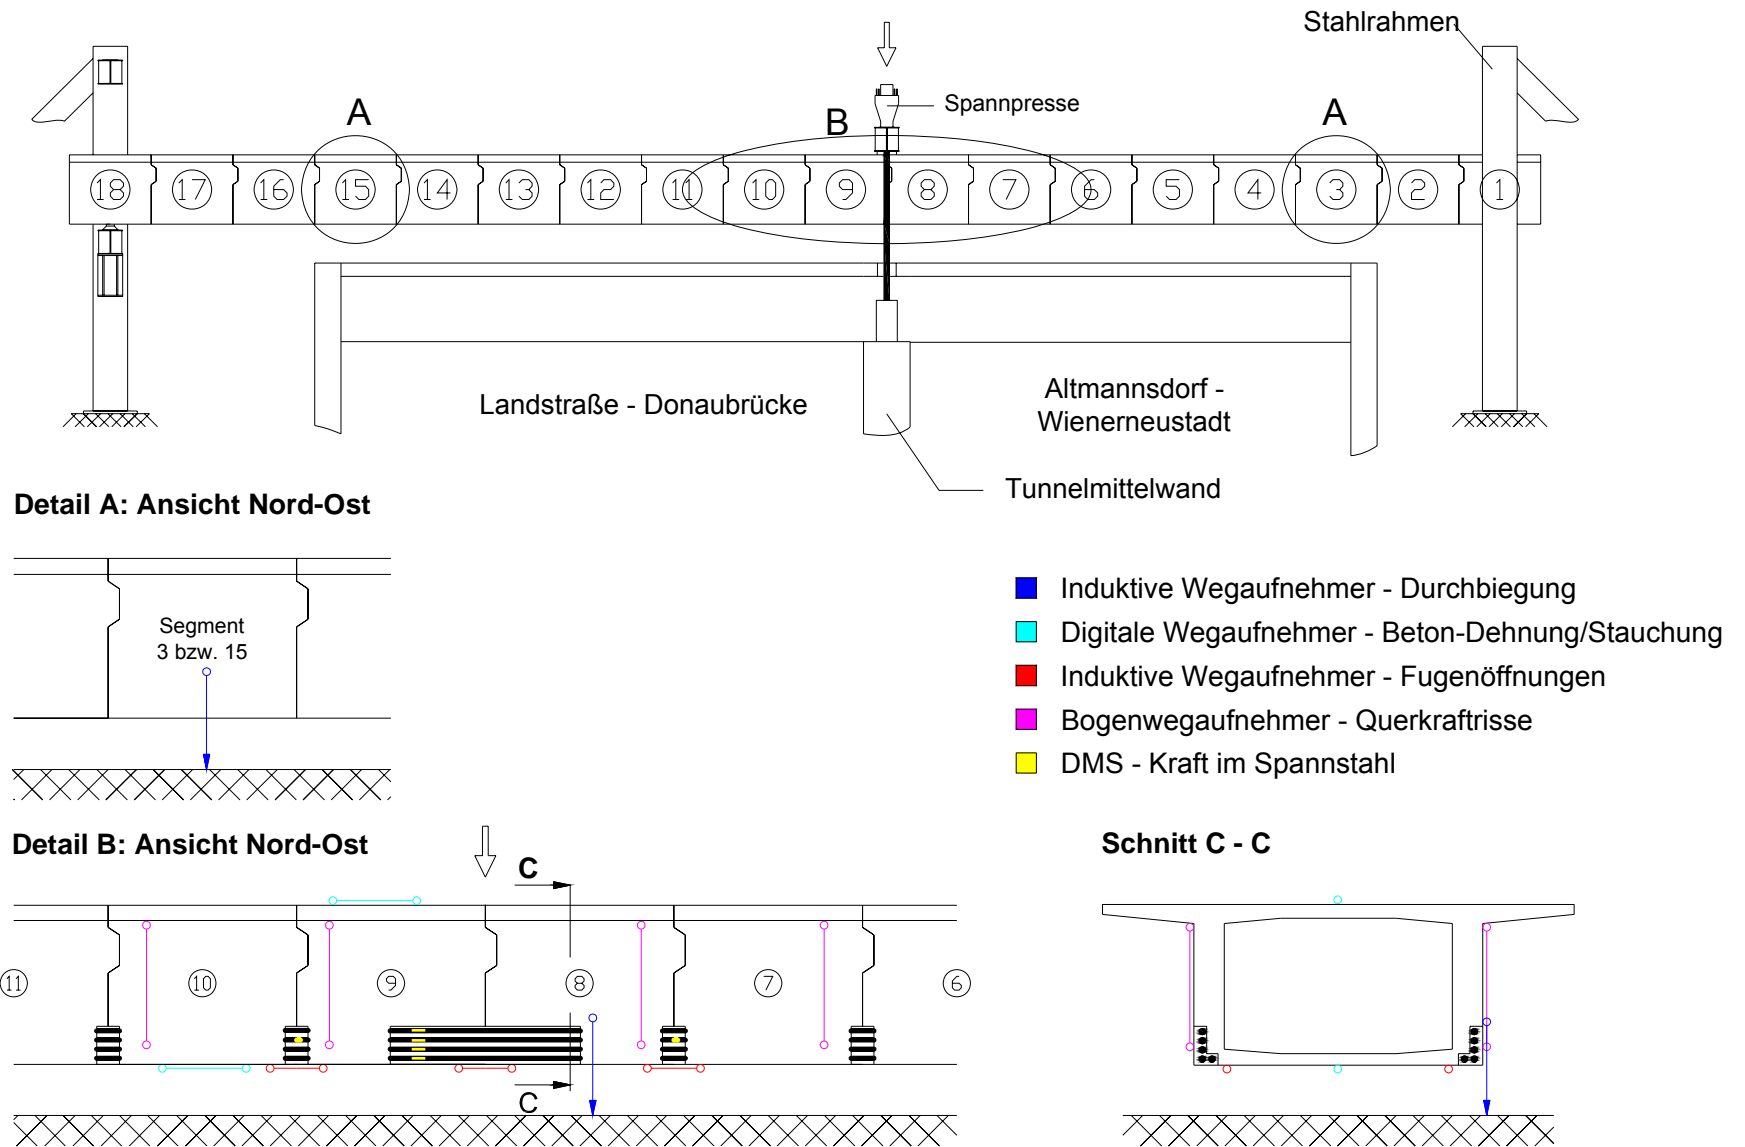 Stahlrahmen
Spannpresse
A
B
A
18 17 16 15 14 13 12 11 10 9 8 7 6 5 4 3 2 1
Landstraße - Donaubrücke
Altmannsdorf -
Wienerneustadt
Tunnelmittelwand
Detail A: Ansicht Nord-Ost
Segment
3 bzw. 15
Induktive Wegaufnehmer - Durchbiegung
Digitale Wegaufnehmer - Beton-Dehnung/Stauchung
Induktive Wegaufnehmer - Fugenöffnungen
Bogenwegaufnehmer - Querkraftrisse
DMS - Kraft im Spannstahl
Detail B: Ansicht Nord-Ost
C
11 10 9 8 7 6
C
Schnitt C - C